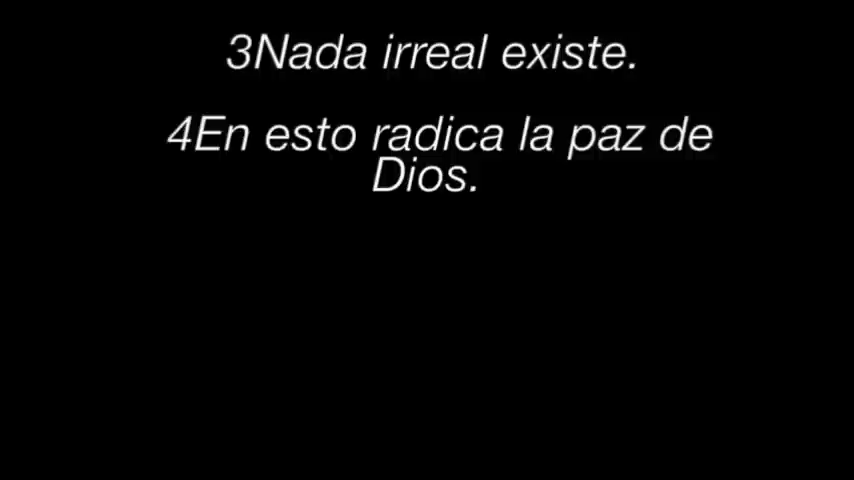 3Nada irreal existe.
4En esto radica la paz de
Dios.